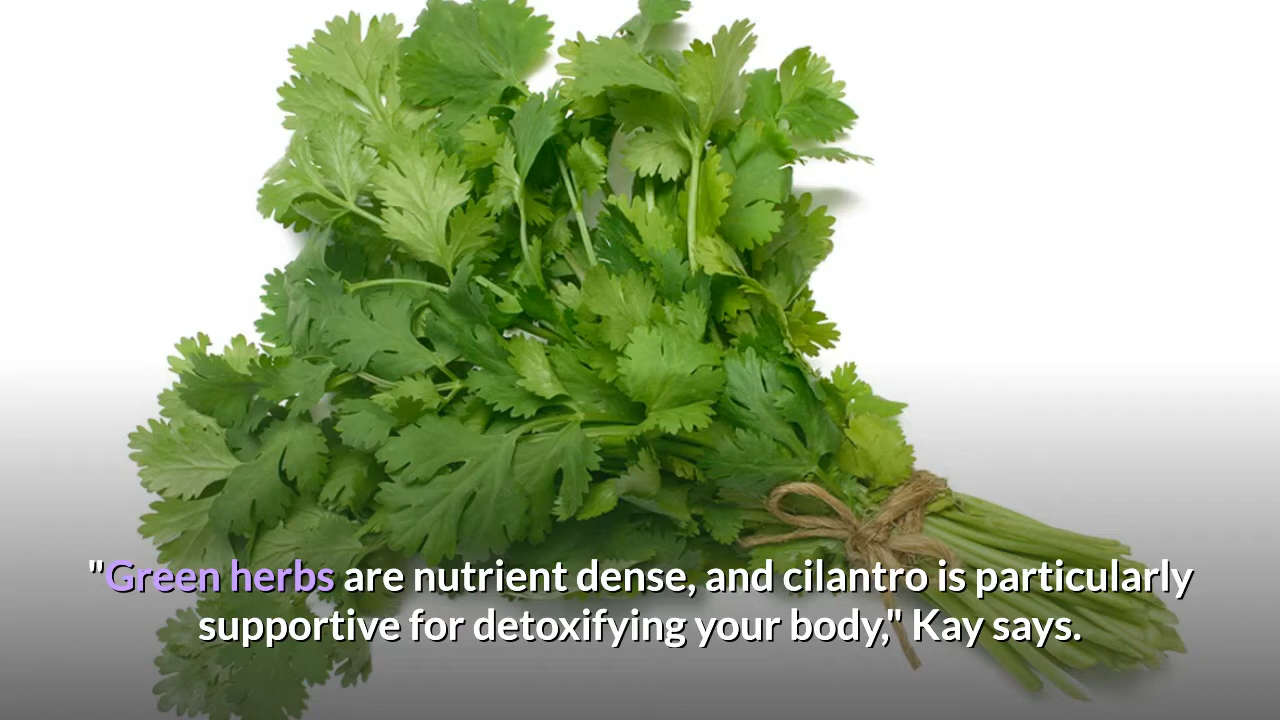 "Green herbs are nutrient dense, and cilantro is particularly
supportive for detoxifying your body," Kay says.